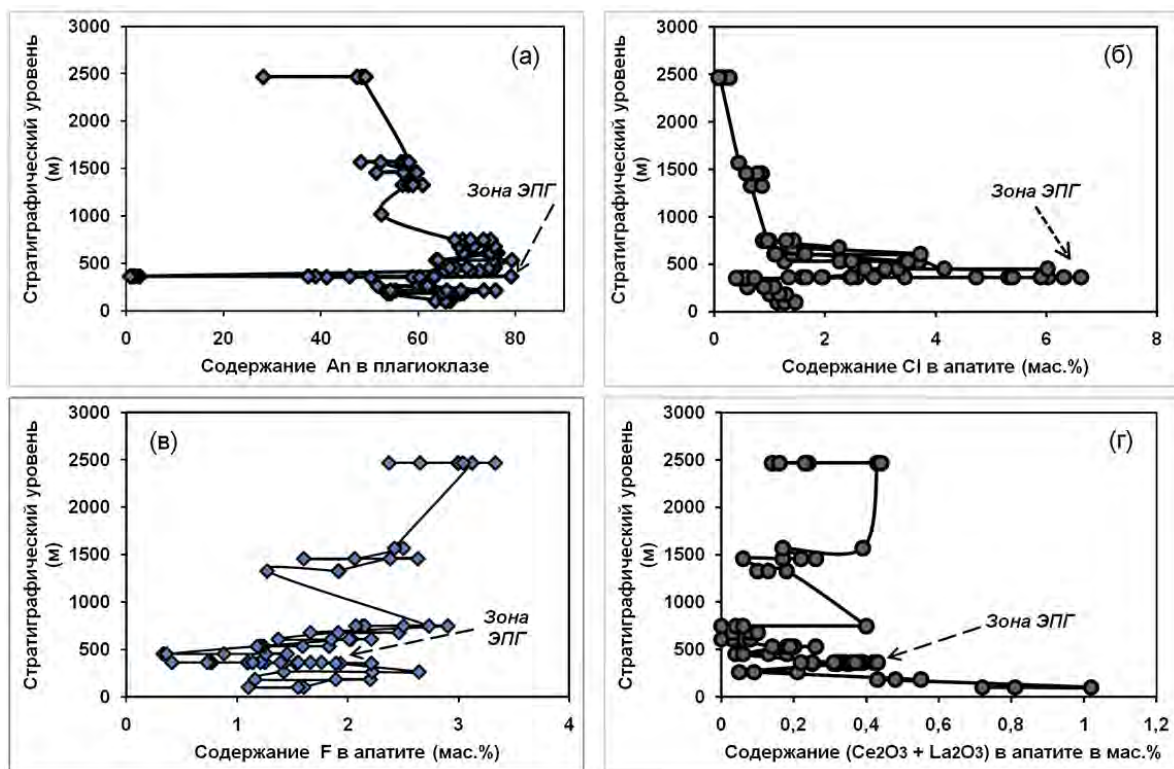 3000
2500
2000
1500
1000
500
0
Стратиграфический уровень
(м)
(а)
Зона ЭПГ
0 20 40 60 80
Содержание An в плагиоклазе
3000
2500
2000
1500
1000
500
0
Стратиграфический уровень
(м)
(б)
Зона ЭПГ
0 2 4 6 8
Содержание Cl в апатите (мас.%)
3000
2500
2000
1500
1000
500
0
Стратиграфический уровень
(м)
(в)
Зона
ЭПГ
0 1 2 3 4
Содержание F в апатите (мас.%)
3000
2500
2000
1500
1000
500
0
Стратиграфический уровень
(м)
(г)
Зона ЭПГ
0 0,2 0,4 0,6 0,8 1 1,2
Содержание (Ce2O3 + La2O3) в апатите в мас.%